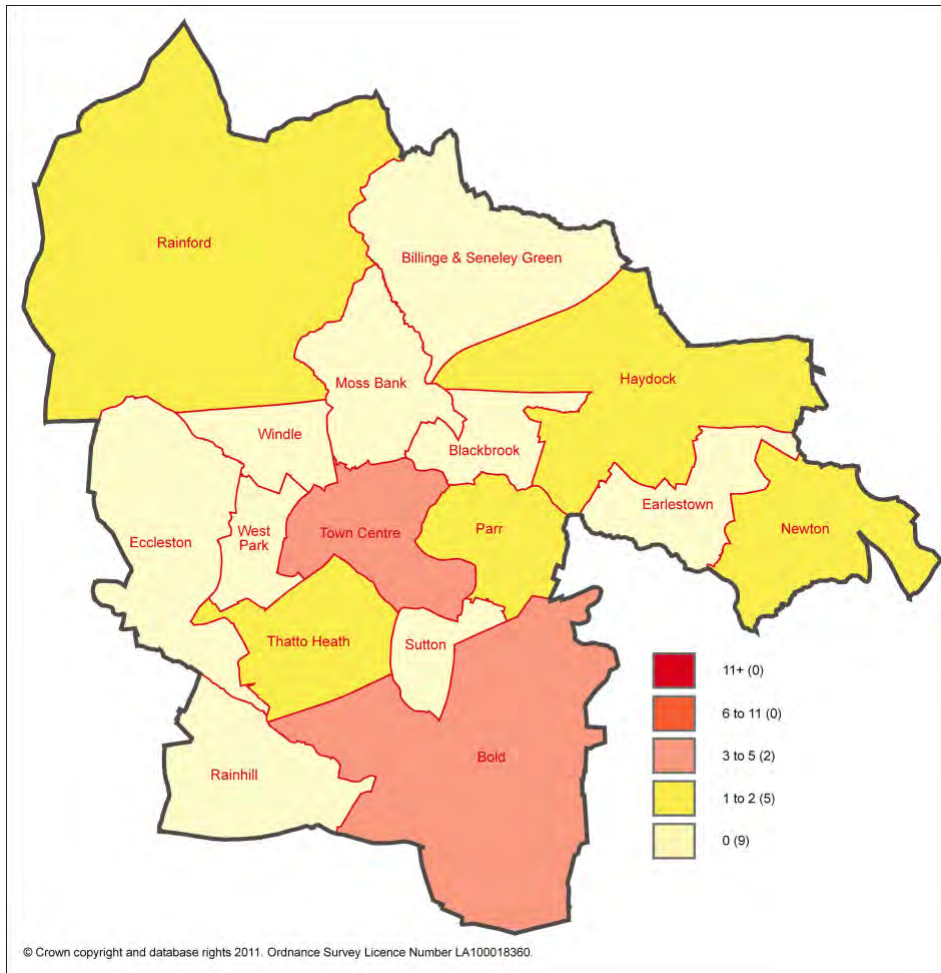 Rainford
Billinge & Seneley Green
Moss Bank
Haydock
Windle
Blackbrook
Earlestown
Town Centre
Parr
Newton
West
Park
Eccleston
Thatto Heath
Sutton
Bold
Rainhill
11+ (0)
6 to 11 (0)
3 to 5 (2)
1 to 2 (5)
0 (9)
© Crown copyright and database rights 2011. Ordnance Survey Licence Number LA100018360.